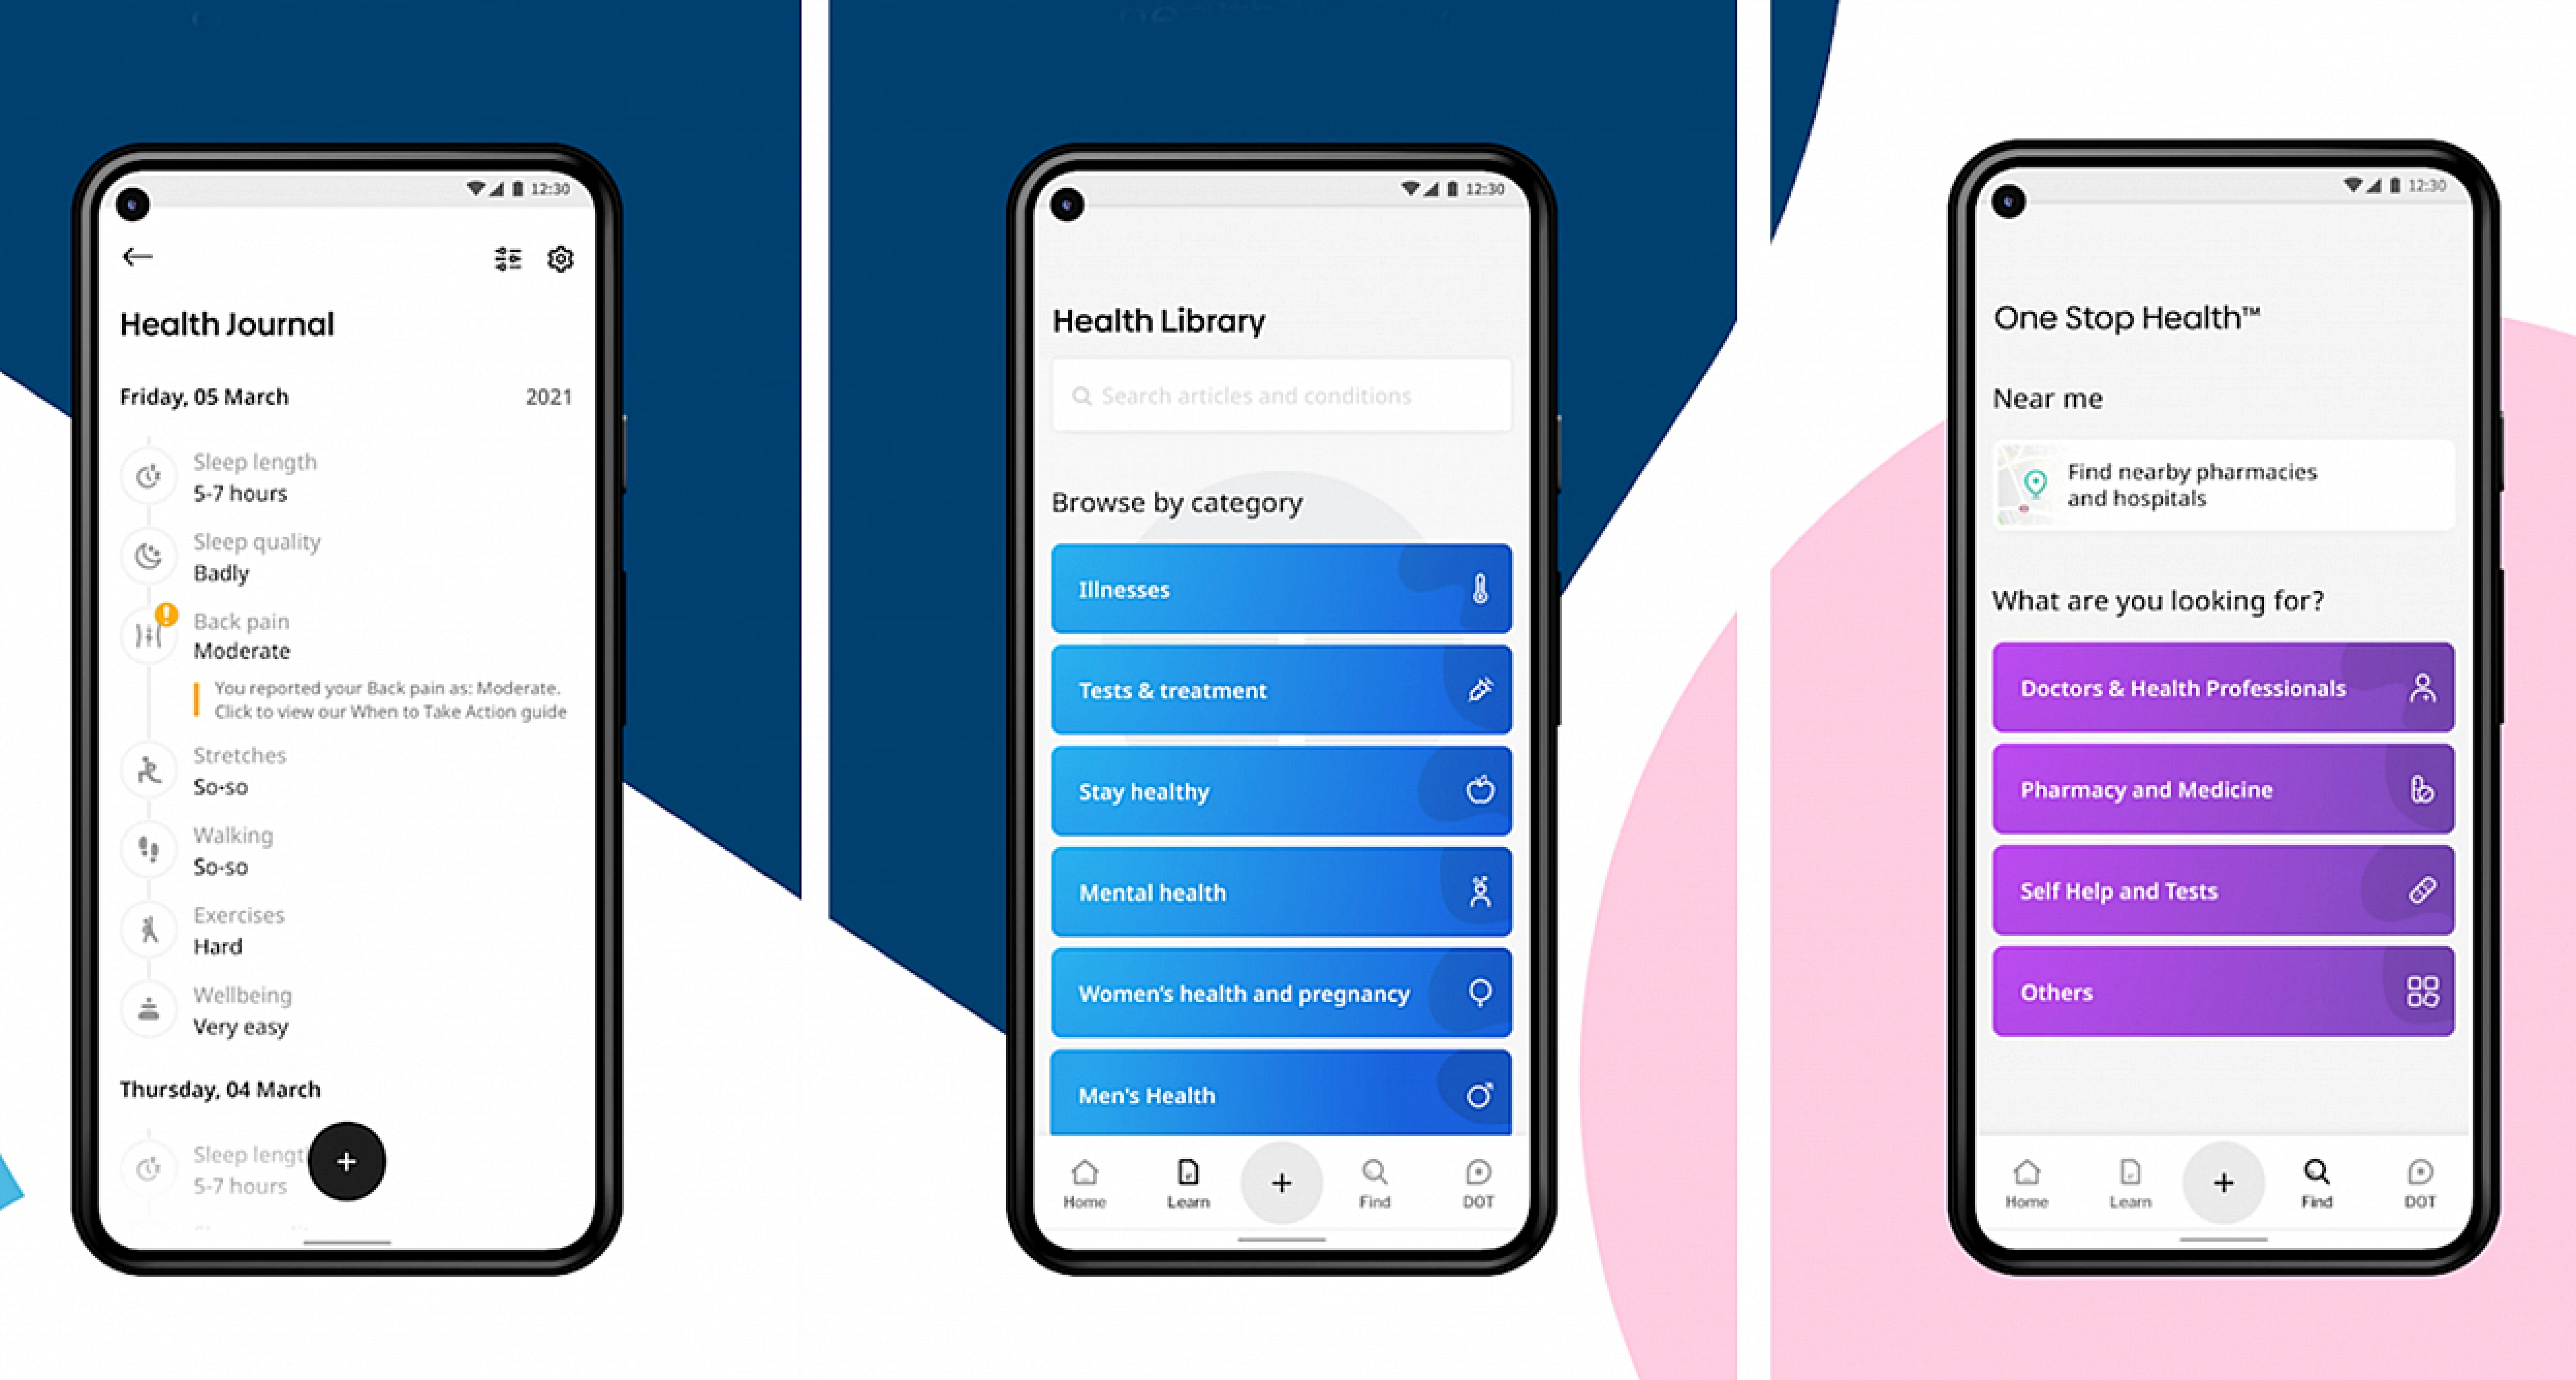 12:30
Health Journal
Friday, 05 March 2021
Sleep length
5-7 hours
Sleep quality
Badly
Back pain
Moderate
You reported your Back pain as: Moderate.
Click to view our When to Take Action guide
Stretches
So-so
Walking
So-so
Exercises
Hard
Wellbeing
Very easy
Thursday, 04 March
Sleep lengt
5-7 hours
12:30
Health Library
Search articles and conditions
Browse by category
Illnesses
Tests & treatment
Stay healthy
Mental health
Women's health and pregnancy
Men's Health
Home Learn + Find DOT
12:30
One Stop Health™
Near me
Find nearby pharmacies
and hospitals
What are you looking for?
Doctors & Health Professionals
Pharmacy and Medicine
Self Help and Tests
Others
Home Learn + Find DOT